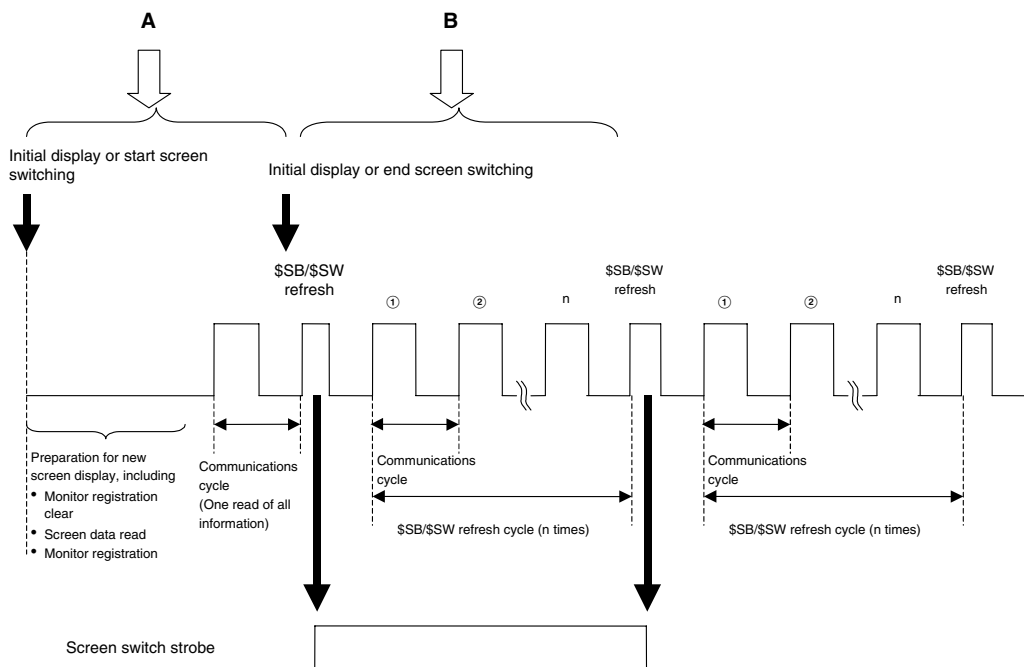 A
B
Initial display or start screen
switching
Initial display or end screen switching
$SB/$SW
refresh
$SB/$SW
refresh
$SB/$SW
refresh
①
②
n
①
②
n
Preparation for new
screen display, including
• Monitor registration
clear
• Screen data read
• Monitor registration
Communications
cycle
(One read of all
information)
Communications
cycle
$SB/$SW refresh cycle (n times)
Communications
cycle
$SB/$SW refresh cycle (n times)
Screen switch strobe